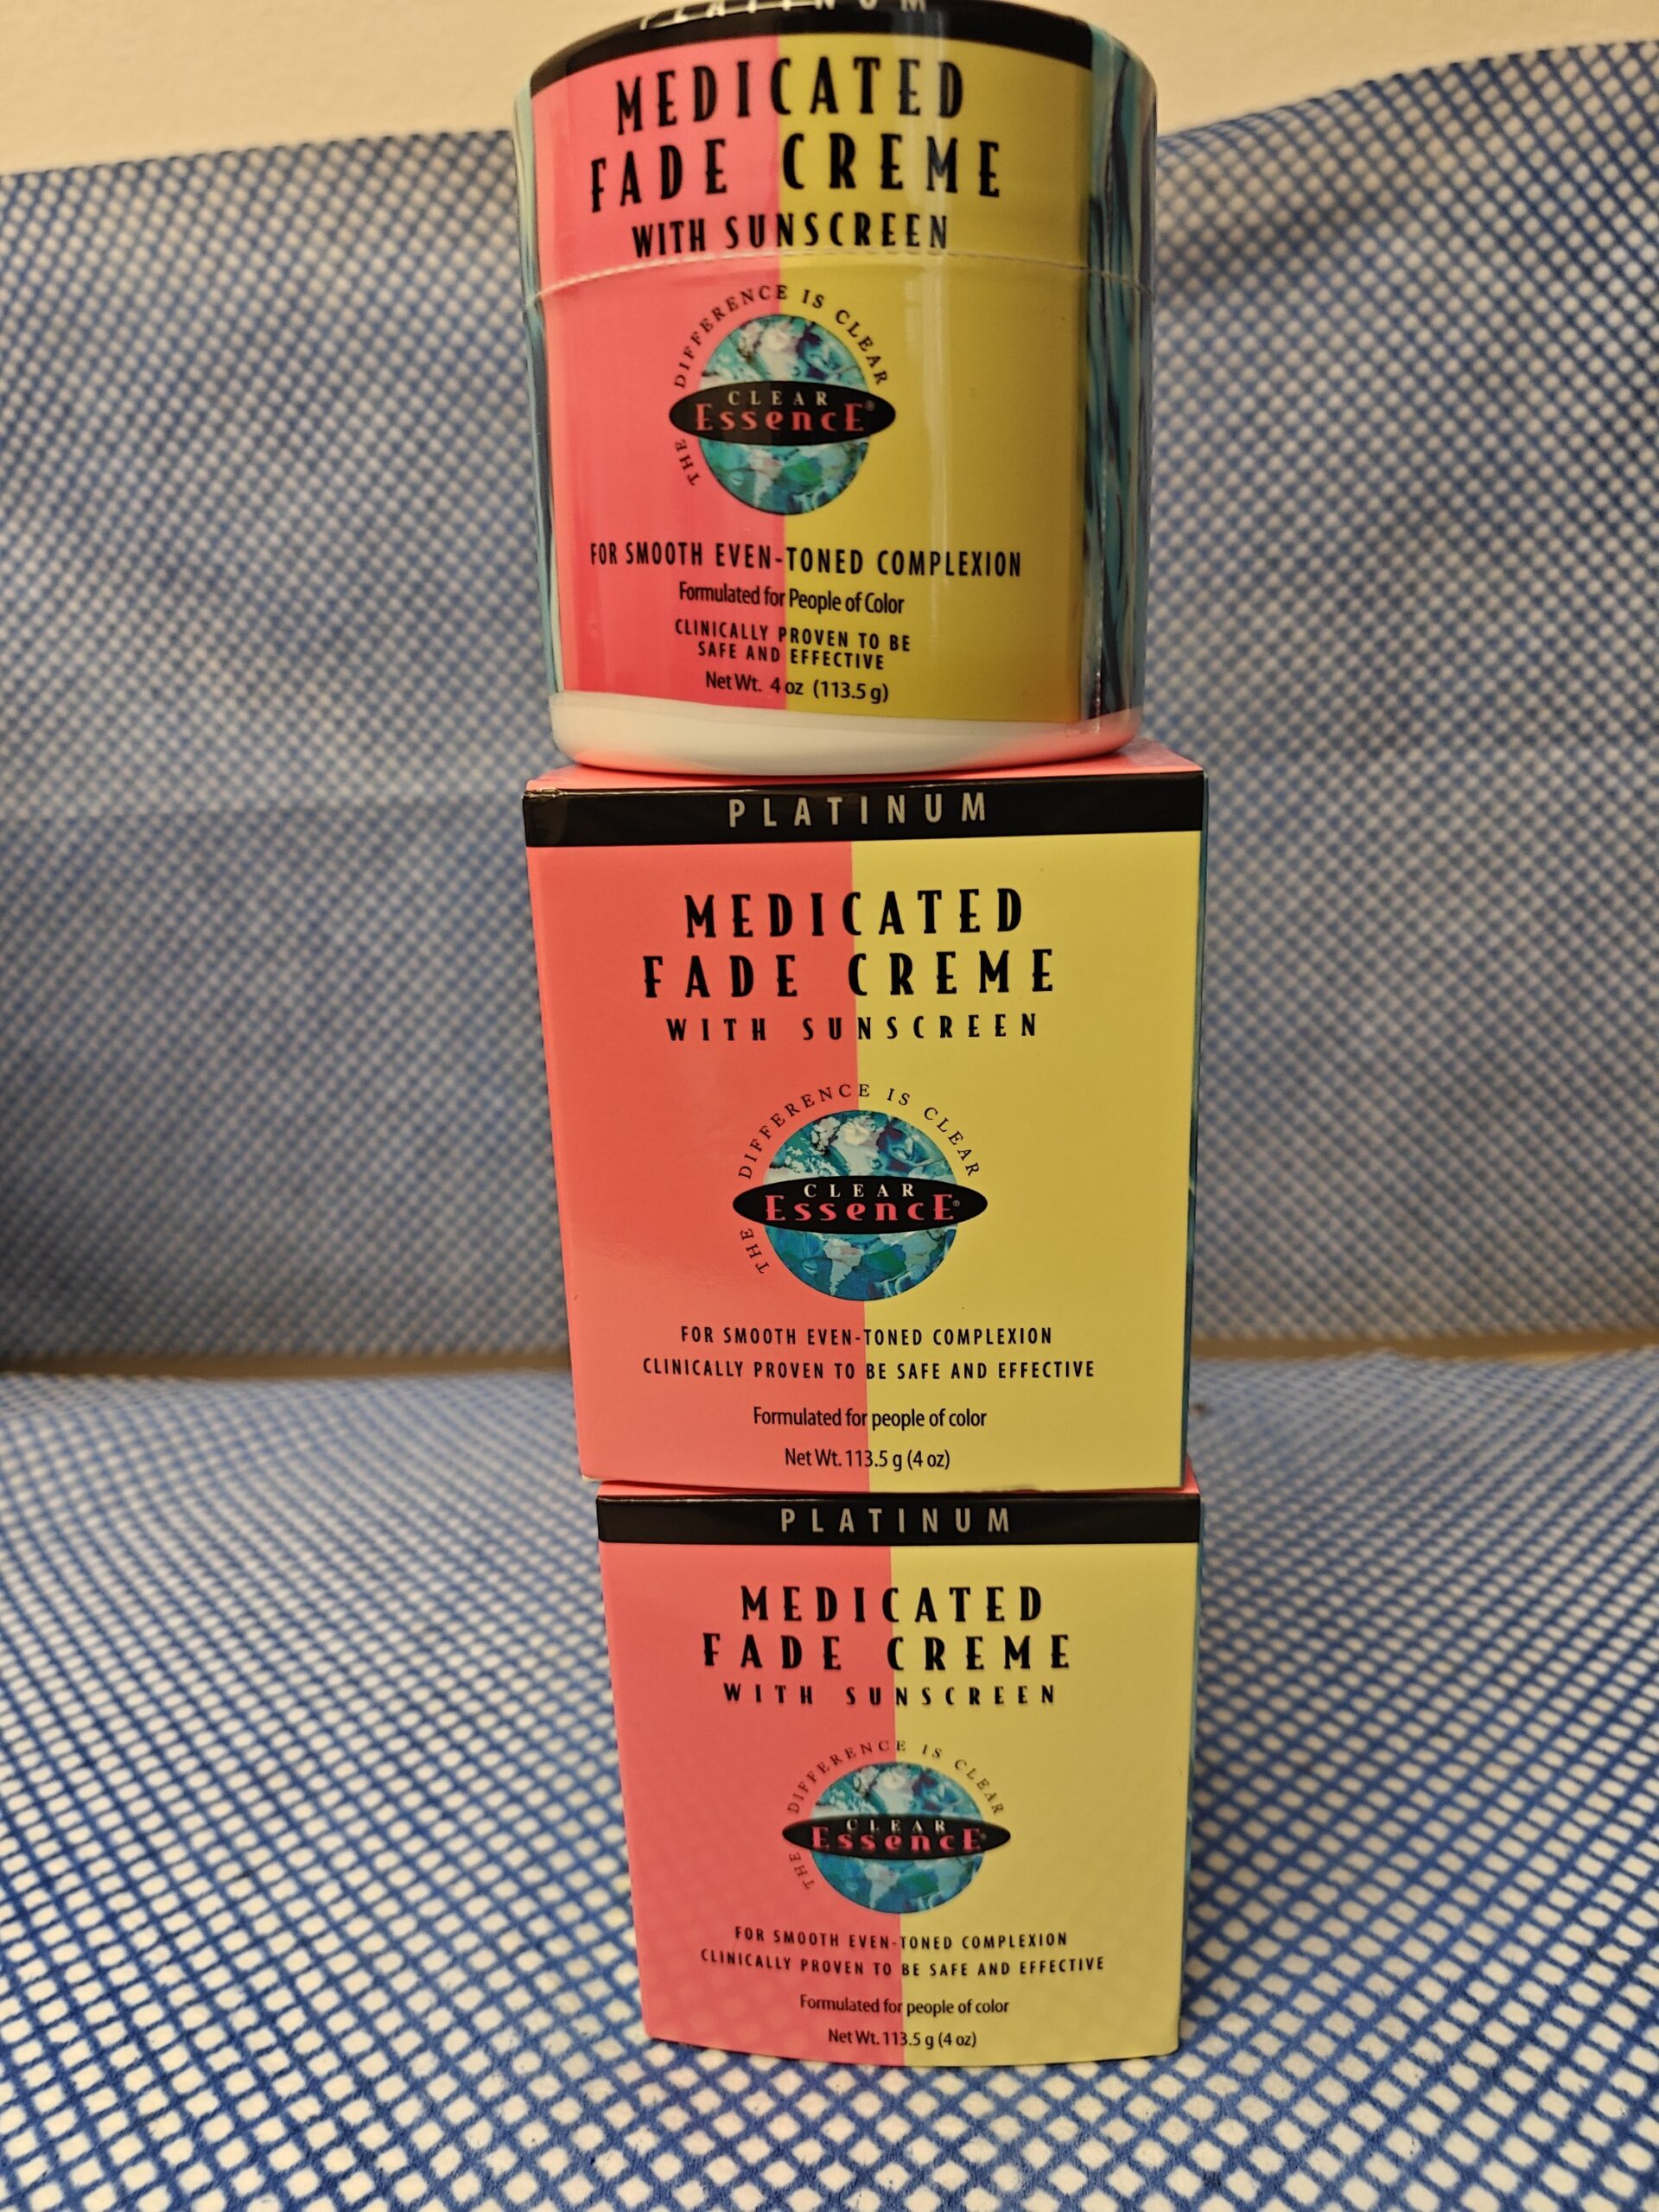 PLATINUM
MEDICATED
FADE CREME
WITH SUNSCREEN
THE DIFFERENCE IS CLEAR
CLEAR
EssencE®
FOR SMOOTH EVEN-TONED COMPLEXION
Formulated for People of Color
CLINICALLY PROVEN TO BE
SAFE AND EFFECTIVE
Net Wt. 4 oz (113.5 g)
PLATINUM
MEDICATED
FADE CREME
WITH SUNSCREEN
THE DIFFERENCE IS CLEAR
CLEAR
EssencE®
FOR SMOOTH EVEN-TONED COMPLEXION
CLINICALLY PROVEN TO BE SAFE AND EFFECTIVE
Formulated for people of color
Net Wt. 113.5 g (4 oz)
PLATINUM
MEDICATED
FADE CREME
WITH SUNSCREEN
THE DIFFERENCE IS CLEAR
CLEAR
EssencE®
FOR SMOOTH EVEN-TONED COMPLEXION
CLINICALLY PROVEN TO BE SAFE AND EFFECTIVE
Formulated for people of color
Net Wt. 113.5 g (4 oz)